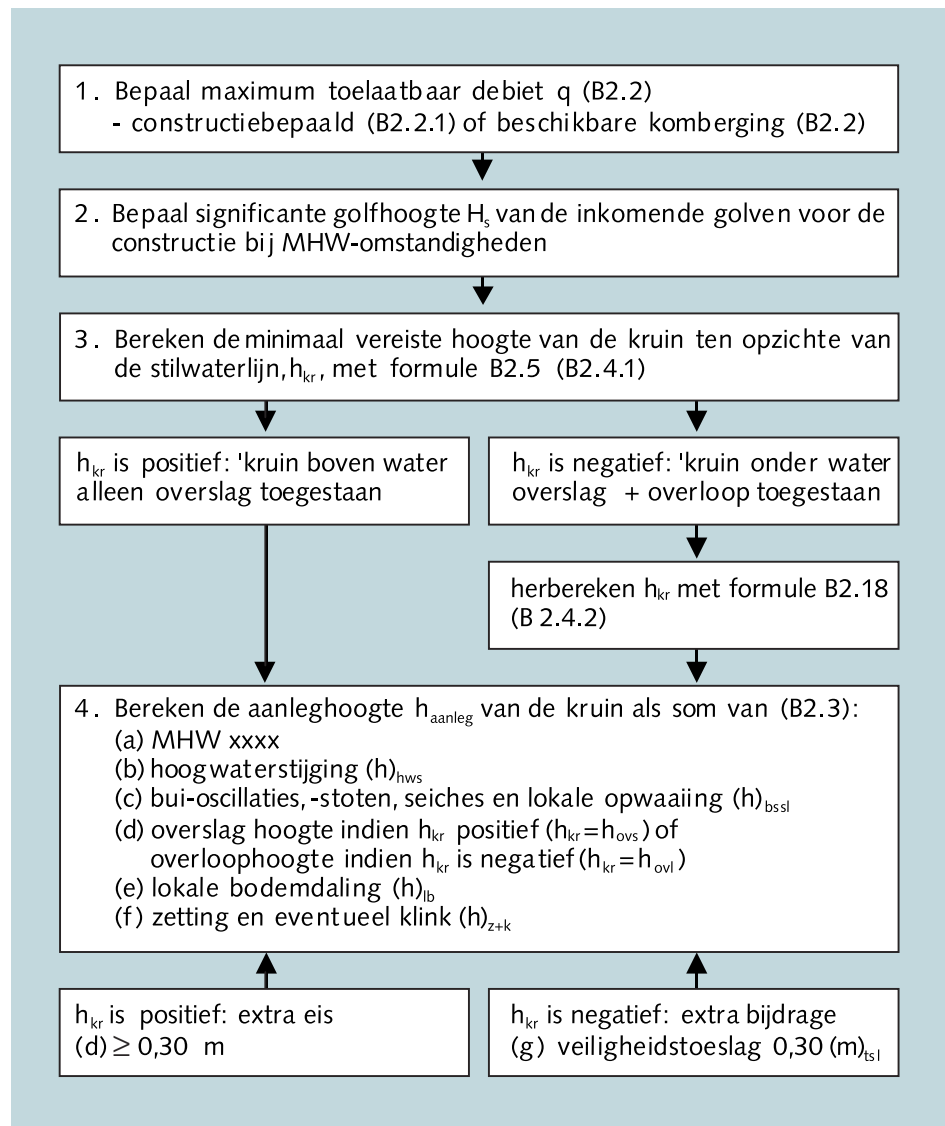 1. Bepaal maximum toelaatbaar debiet q (B2.2)
- constructiebepaald (B2.2.1) of beschikbare komberging (B2.2)
2. Bepaal significante golfhoogte Hs van de inkomende golven voor de
constructie bij MHW-omstandigheden
3. Bereken de minimaal vereiste hoogte van de kruin ten opzichte van
de stilwaterlijn, hkr, met formule B2.5 (B2.4.1)
hkr is positief: 'kruin boven water
alleen overslag toegestaan
hkr is negatief: 'kruin onder water
overslag + overloop toegestaan
herbereken hkr met formule B2.18
(B 2.4.2)
4. Bereken de aanleghoogte haanleg van de kruin als som van (B2.3):
(a) MHW xxxx
(b) hoogwaterstijging (h)hws
(c) bui-oscillaties, -stoten, seiches en lokale opwaaiing (h)bssl
(d) overslag hoogte indien hkr positief (hkr=hovs) of
overloophoogte indien hkr is negatief (hkr=hovl)
(e) lokale bodemdaling (h)lb
(f) zetting en eventueel klink (h)z+k
hkr is positief: extra eis
(d) ≥ 0,30 m
hkr is negatief: extra bijdrage
(g) veiligheidstoeslag 0,30 (m)tsl